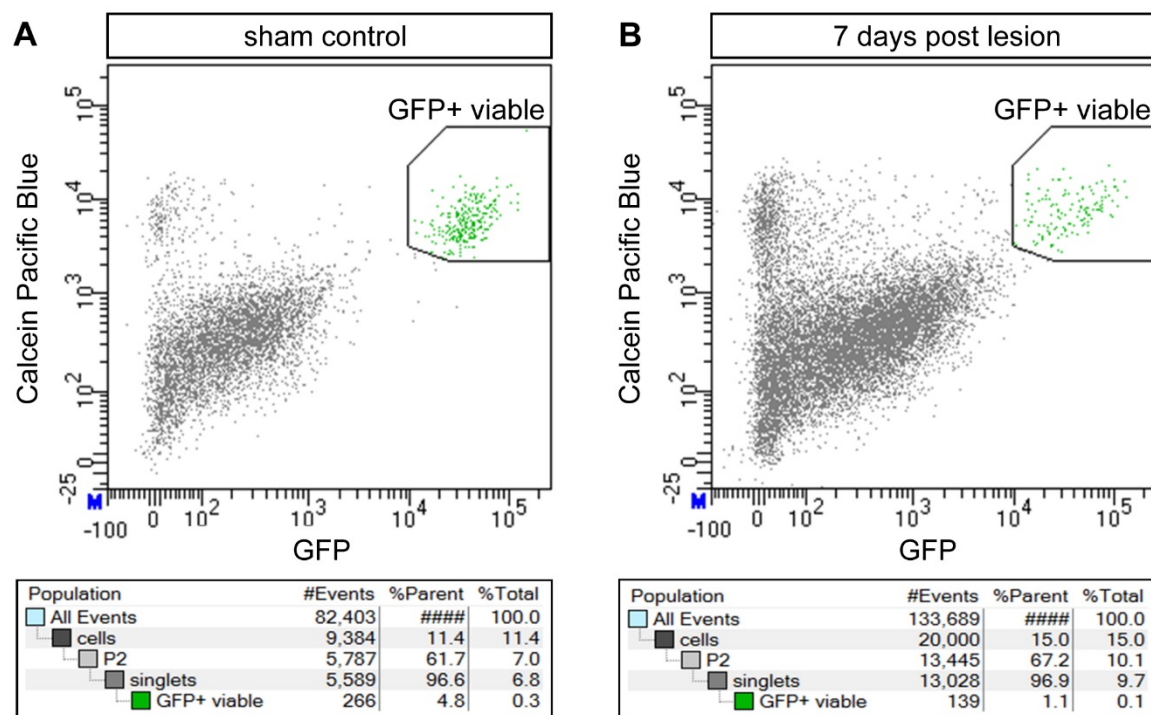 A
sham control
GFP+ viable
Calcein Pacific Blue
10^5
10^4
10^3
10^2
0
-25
M
-100 0 10^2 10^3 10^4 10^5
GFP
Population #Events %Parent %Total
All Events 82,403 #### 100.0
cells 9,384 11.4 11.4
P2 5,787 61.7 7.0
singlets 5,589 96.6 6.8
GFP+ viable 266 4.8 0.3
B
7 days post lesion
GFP+ viable
Calcein Pacific Blue
10^5
10^4
10^3
10^2
0
-25
M
-100 0 10^2 10^3 10^4 10^5
GFP
Population #Events %Parent %Total
All Events 133,689 #### 100.0
cells 20,000 15.0 15.0
P2 13,445 67.2 10.1
singlets 13,028 96.9 9.7
GFP+ viable 139 1.1 0.1